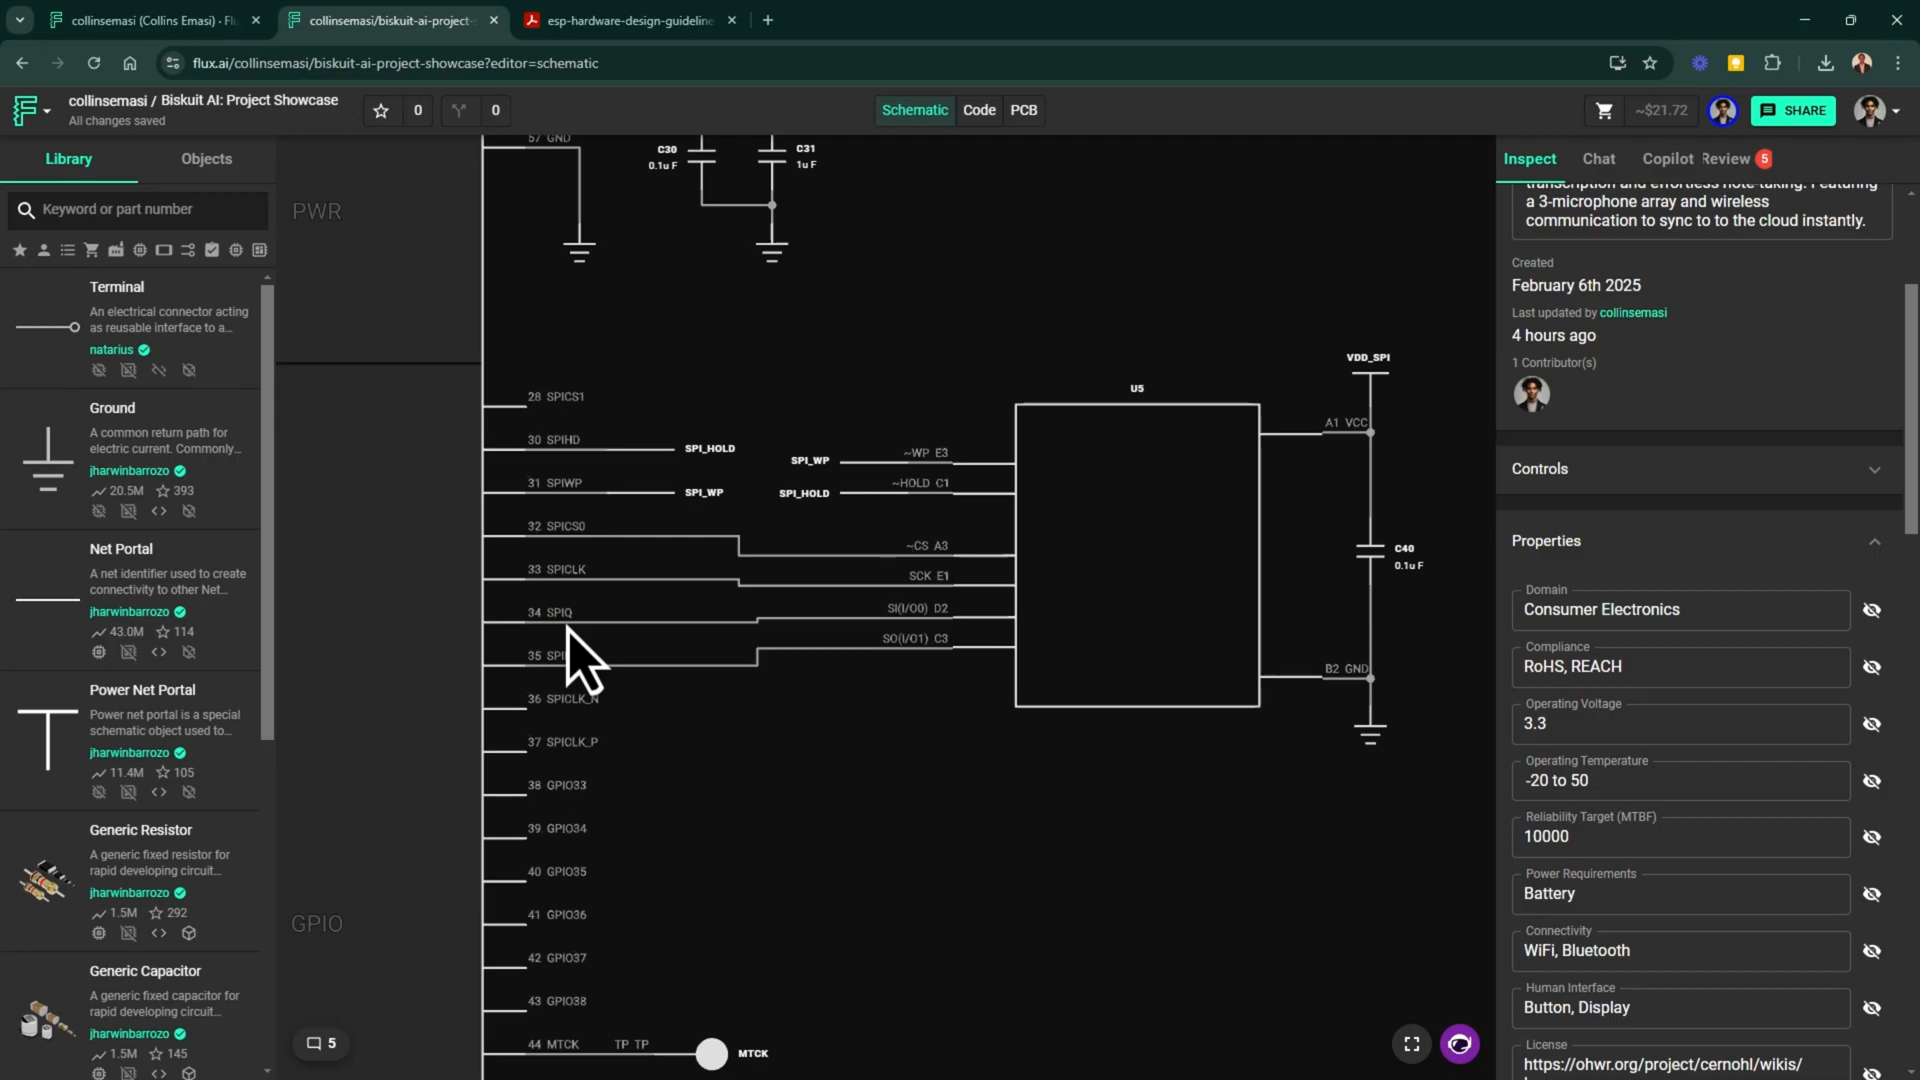 collinsemasi (Collins Emasi) · Flu
collinsemasi/biskuit-ai-project-s
esp-hardware-design-guideline
flux.ai/collinsemasi/biskuit-ai-project-showcase?editor=schematic
collinsemasi / Biskuit AI: Project Showcase
All changes saved
0
0
Schematic
Code
PCB
~$21.72
SHARE
Library
Objects
Keyword or part number
Terminal
An electrical connector acting
as reusable interface to a...
natarius
Ground
A common return path for
electric current. Commonly...
jharwinbarrozo
20.5M
393
Net Portal
A net identifier used to create
connectivity to other Net...
jharwinbarrozo
43.0M
114
Power Net Portal
Power net portal is a special
schematic object used to...
jharwinbarrozo
11.4M
105
Generic Resistor
A generic fixed resistor for
rapid developing circuit...
jharwinbarrozo
1.5M
292
Generic Capacitor
A generic fixed capacitor for
rapid developing circuit...
jharwinbarrozo
1.5M
145
PWR
GPIO
5
57 GND
C30
0.1u F
C31
1u F
28 SPICS1
30 SPIHD
SPI_HOLD
31 SPIWP
SPI_WP
32 SPICS0
33 SPICLK
34 SPIQ
35 SPI
36 SPICLK_N
37 SPICLK_P
38 GPIO33
39 GPIO34
40 GPIO35
41 GPIO36
42 GPIO37
43 GPIO38
44 MTCK
TP TP
MTCK
SPI_WP
~WP E3
SPI_HOLD
~HOLD C1
~CS A3
SCK E1
SI(I/O0) D2
SO(I/O1) C3
U5
VDD_SPI
A1 VCC
C40
0.1u F
B2 GND
Inspect
Chat
Copilot
Review
5
transcription and effortless note-taking. Featuring
a 3-microphone array and wireless
communication to sync to to the cloud instantly.
Created
February 6th 2025
Last updated by collinsemasi
4 hours ago
1 Contributor(s)
Controls
Properties
Domain
Consumer Electronics
Compliance
RoHS, REACH
Operating Voltage
3.3
Operating Temperature
-20 to 50
Reliability Target (MTBF)
10000
Power Requirements
Battery
Connectivity
WiFi, Bluetooth
Human Interface
Button, Display
License
https://ohwr.org/project/cernohl/wikis/